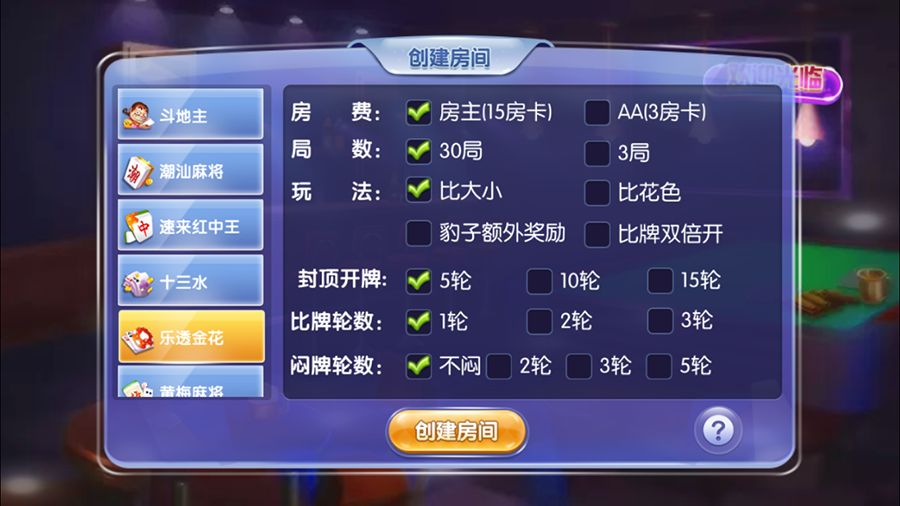 创建房间
欢迎光临
斗地主
潮汕麻将
速来红中王
十三水
乐透金花
黄梅麻将
房 费: 房主(15房卡) AA(3房卡)
局 数: 30局 3局
玩 法: 比大小 比花色
豹子额外奖励 比牌双倍开
封顶开牌: 5轮 10轮 15轮
比牌轮数: 1轮 2轮 3轮
闷牌轮数: 不闷 2轮 3轮 5轮
创建房间
?